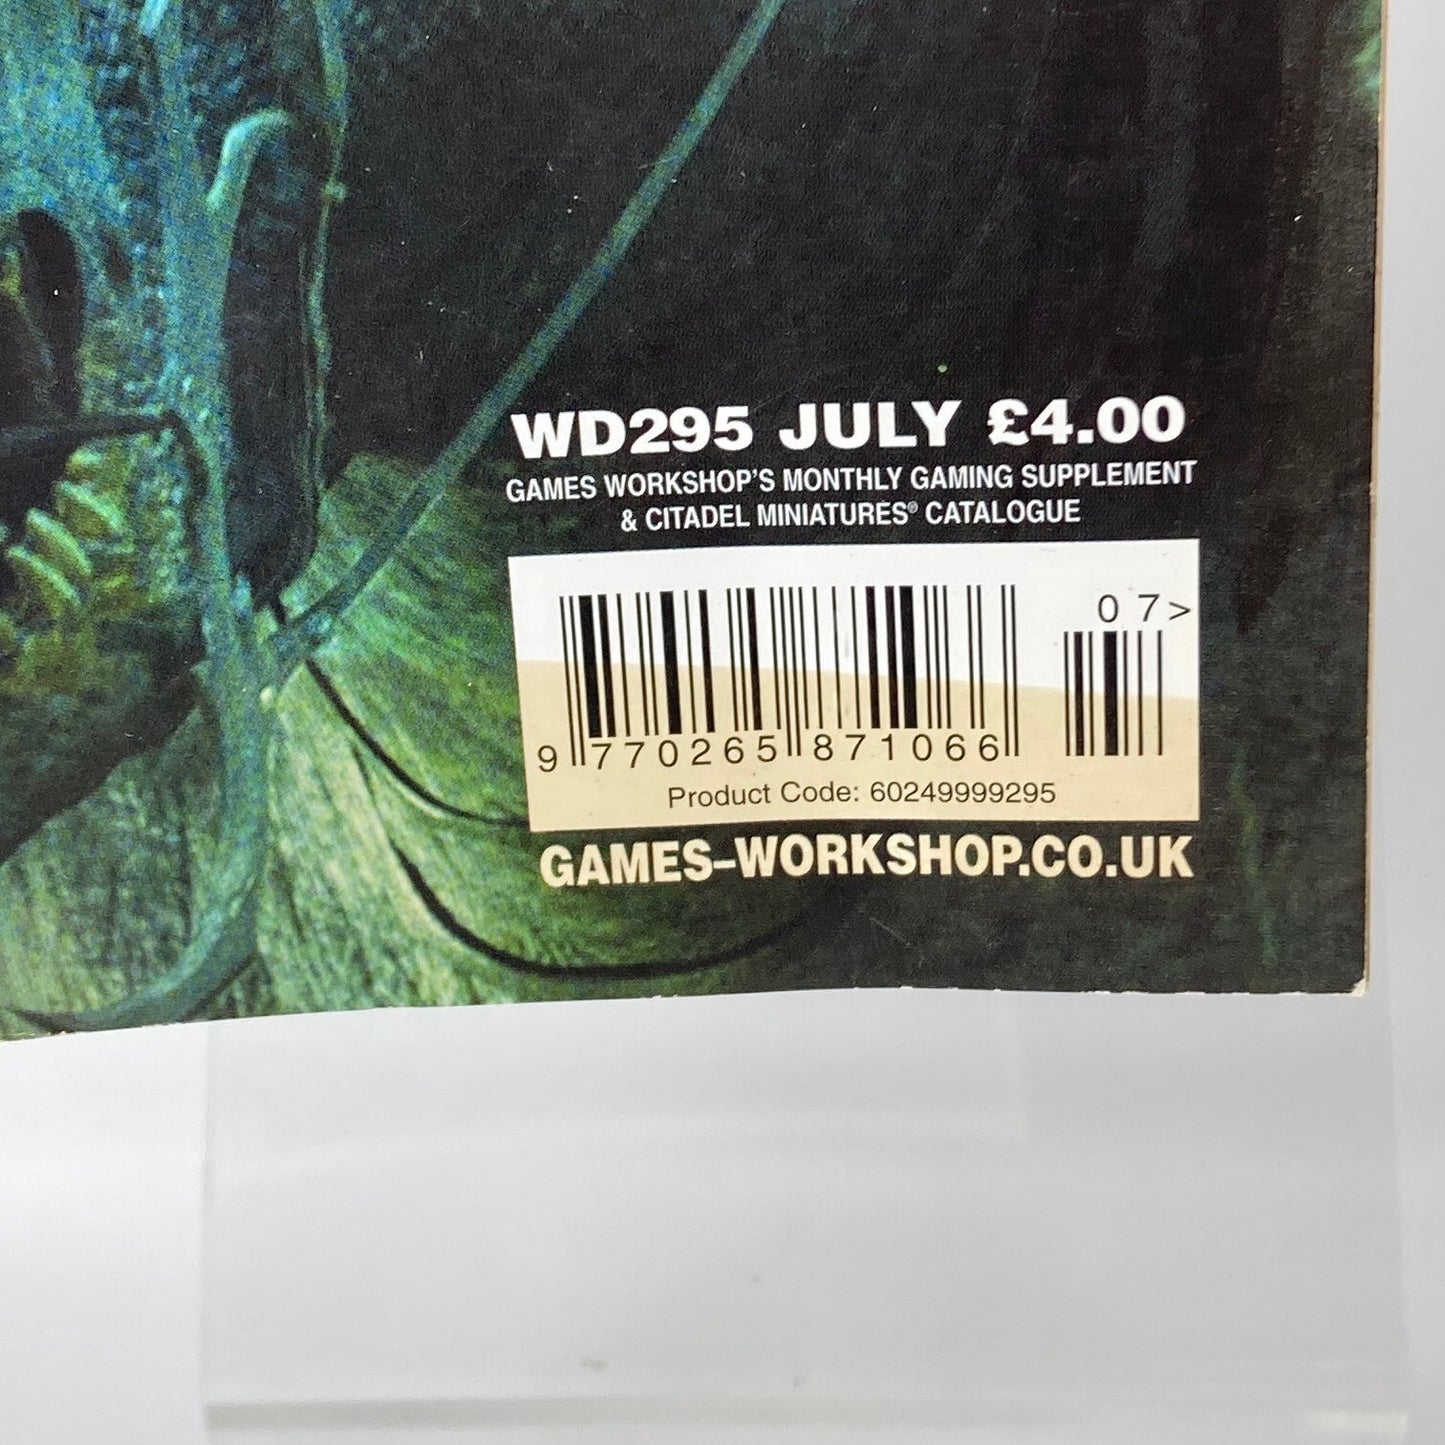 WD295 JULY £4.00
GAMES WORKSHOP'S MONTHLY GAMING SUPPLEMENT
& CITADEL MINIATURES® CATALOGUE
07>
9 770265 871066
Product Code: 60249999295
GAMES-WORKSHOP.CO.UK